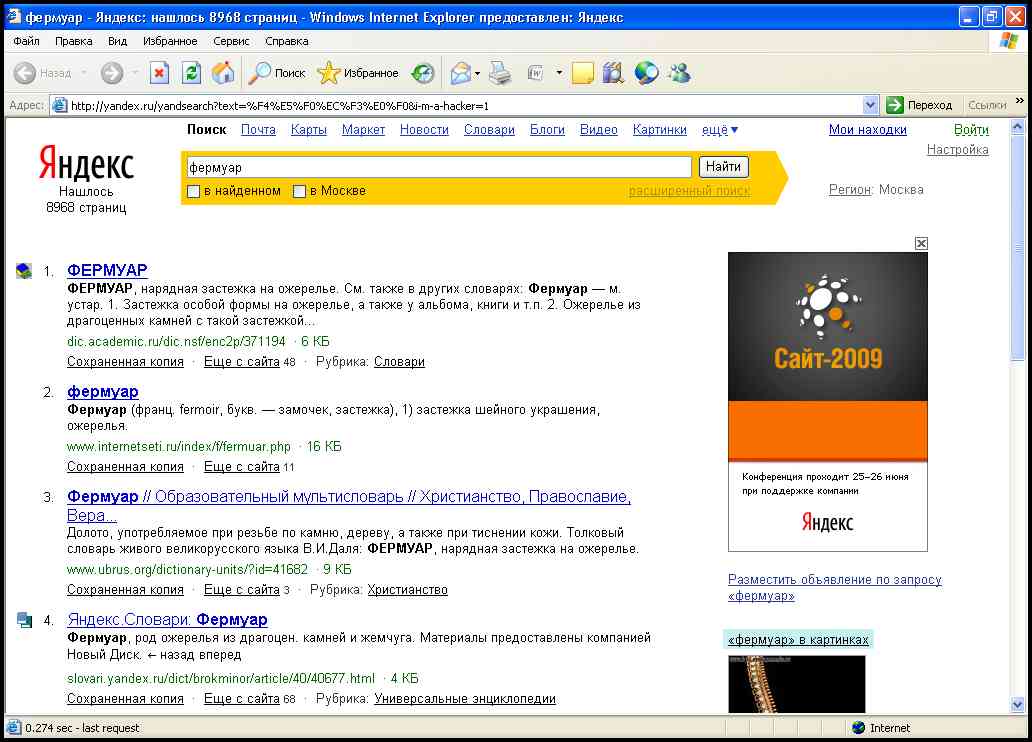 фермуар - Яндекс: нашлось 8968 страниц - Windows Internet Explorer предоставлен: Яндекс
Файл Правка Вид Избранное Сервис Справка
Назад Поиск Избранное
Адрес: http://yandex.ru/yandsearch?text=%F4%E5%F0%EC%F3%E0%F0&i-m-a-hacker=1 Переход Ссылки »
Поиск Почта Карты Маркет Новости Словари Блоги Видео Картинки ещё ▼ Мои находки Войти
Настройка
Яндекс
фермуар Найти
Нашлось
8968 страниц
в найденном в Москве расширенный поиск Регион: Москва
1. ФЕРМУАР
ФЕРМУАР, нарядная застежка на ожерелье. См. также в других словарях: Фермуар — м.
устар. 1. Застежка особой формы на ожерелье, а также у альбома, книги и т.п. 2. Ожерелье из
драгоценных камней с такой застежкой...
dic.academic.ru/dic.nsf/enc2p/371194 · 6 КБ
Сохраненная копия · Еще с сайта 48 · Рубрика: Словари
2. фермуар
Фермуар (франц. fermoir, букв. — замочек, застежка), 1) застежка шейного украшения,
ожерелья.
www.internetseti.ru/index/f/fermuar.php · 16 КБ
Сохраненная копия · Еще с сайта 11
3. Фермуар // Образовательный мультисловарь // Христианство, Православие,
Вера...
Долото, употребляемое при резьбе по камню, дереву, а также при тиснении кожи. Толковый
словарь живого великорусского языка В.И.Даля: ФЕРМУАР, нарядная застежка на ожерелье.
www.ubrus.org/dictionary-units/?id=41682 · 9 КБ
Сохраненная копия · Еще с сайта 3 · Рубрика: Христианство
4. Яндекс.Словари: Фермуар
Фермуар, род ожерелья из драгоцен. камней и жемчуга. Материалы предоставлены компанией
Новый Диск. ← назад вперед
slovari.yandex.ru/dict/brokminor/article/40/40677.html · 4 КБ
Сохраненная копия · Еще с сайта 68 · Рубрика: Универсальные энциклопедии
Сайт-2009
Конференция проходит 25–26 июня
при поддержке компании
Яндекс
Разместить объявление по запросу
«фермуар»
«фермуар» в картинках
0.274 sec - last request Internet